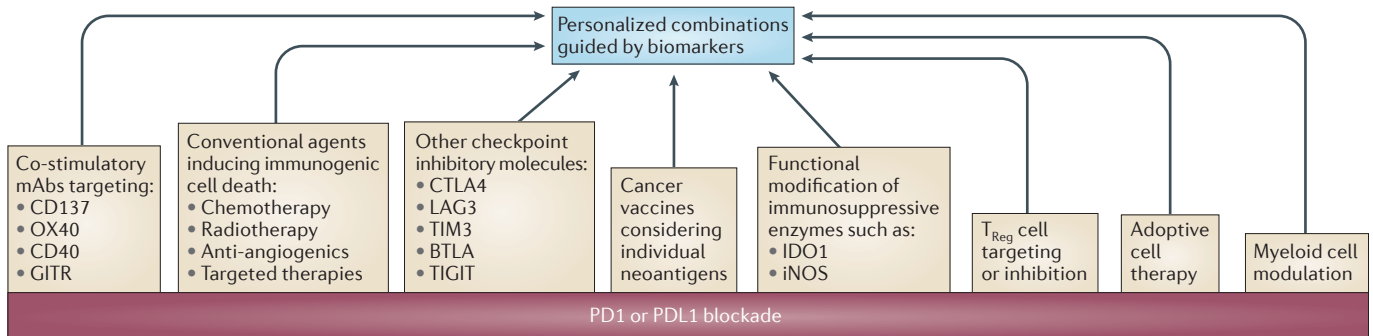 Personalized combinations
guided by biomarkers
Co-stimulatory
mAbs targeting:
• CD137
• OX40
• CD40
• GITR
Conventional agents
inducing immunogenic
cell death:
• Chemotherapy
• Radiotherapy
• Anti-angiogenics
• Targeted therapies
Other checkpoint
inhibitory molecules:
• CTLA4
• LAG3
• TIM3
• BTLA
• TIGIT
Cancer
vaccines
considering
individual
neoantigens
Functional
modification of
immunosuppressive
enzymes such as:
• IDO1
• iNOS
TReg cell
targeting
or inhibition
Adoptive
cell
therapy
Myeloid cell
modulation
PD1 or PDL1 blockade